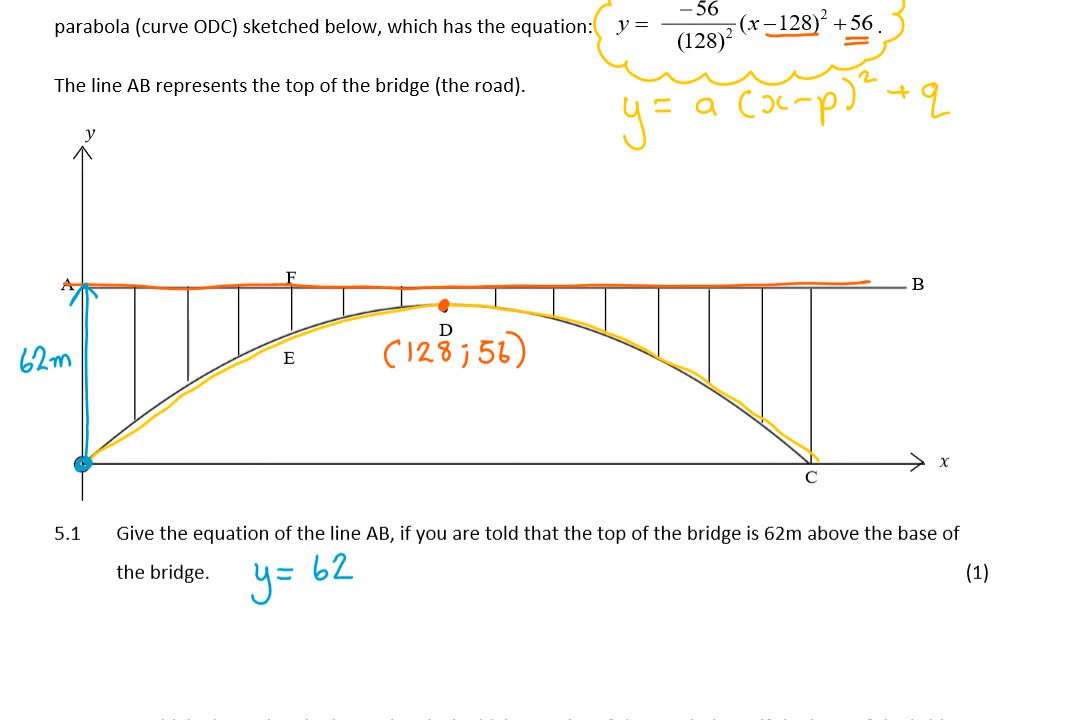 parabola (curve ODC) sketched below, which has the equation: y = -56/(128)² (x-128)² +56 .
The line AB represents the top of the bridge (the road).
y = a (x-p)² + q
y
A F B
62m
D
E (128 ; 56)
x
C
5.1 Give the equation of the line AB, if you are told that the top of the bridge is 62m above the base of
the bridge. y = 62 (1)